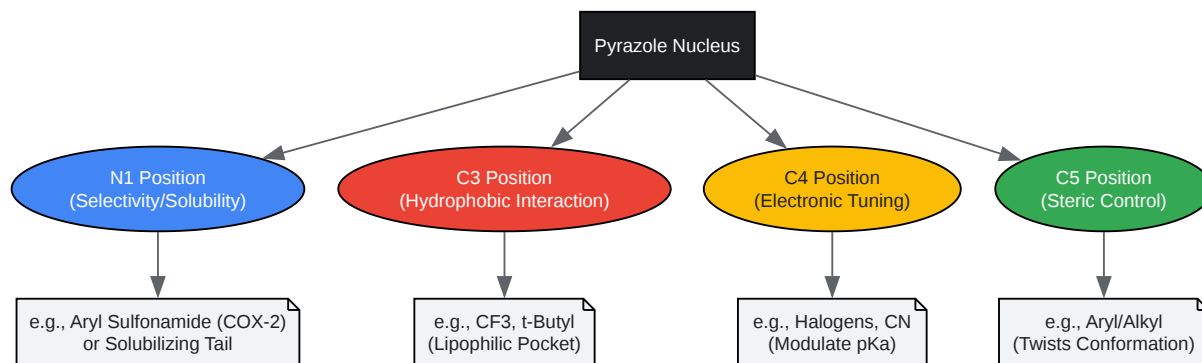 Pyrazole Nucleus
N1 Position
(Selectivity/Solubility)
C3 Position
(Hydrophobic Interaction)
C4 Position
(Electronic Tuning)
C5 Position
(Steric Control)
e.g., Aryl Sulfonamide (COX-2)
or Solubilizing Tail
e.g., CF3, t-Butyl
(Lipophilic Pocket)
e.g., Halogens, CN
(Modulate pKa)
e.g., Aryl/Alkyl
(Twists Conformation)